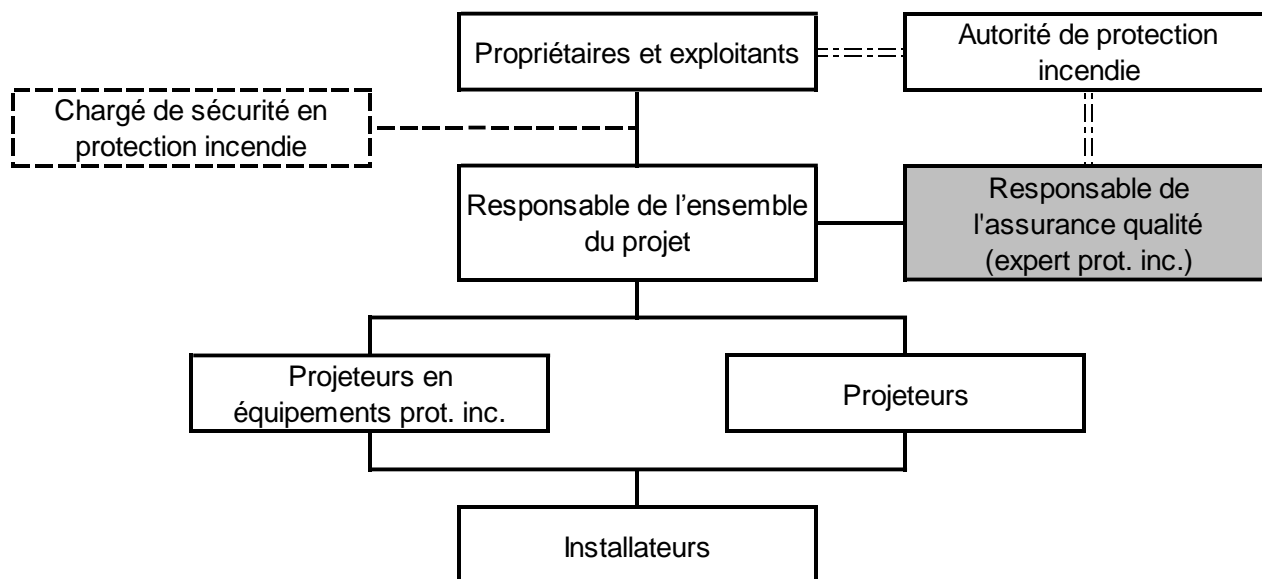 Propriétaires et exploitants
Autorité de protection
incendie
Chargé de sécurité en
protection incendie
Responsable de l’ensemble
du projet
Responsable de
l'assurance qualité
(expert prot. inc.)
Projeteurs en
équipements prot. inc.
Projeteurs
Installateurs